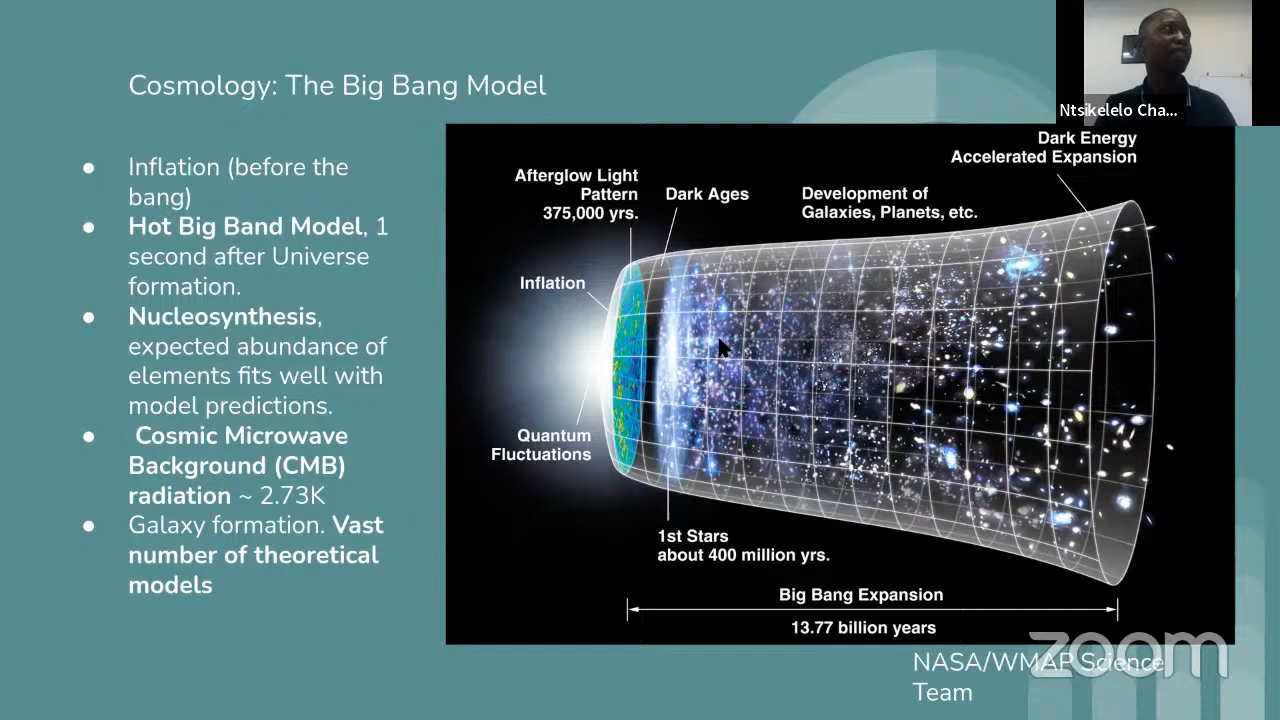 Cosmology: The Big Bang Model
Ntsikelelo Cha...
● Inflation (before the
bang)
● Hot Big Band Model, 1
second after Universe
formation.
● Nucleosynthesis,
expected abundance of
elements fits well with
model predictions.
● Cosmic Microwave
Background (CMB)
radiation ~ 2.73K
● Galaxy formation. Vast
number of theoretical
models
Dark Energy
Accelerated Expansion
Afterglow Light
Pattern
375,000 yrs.
Dark Ages
Development of
Galaxies, Planets, etc.
Inflation
Quantum
Fluctuations
1st Stars
about 400 million yrs.
Big Bang Expansion
13.77 billion years
NASA/WMAP Science
Team
zoom